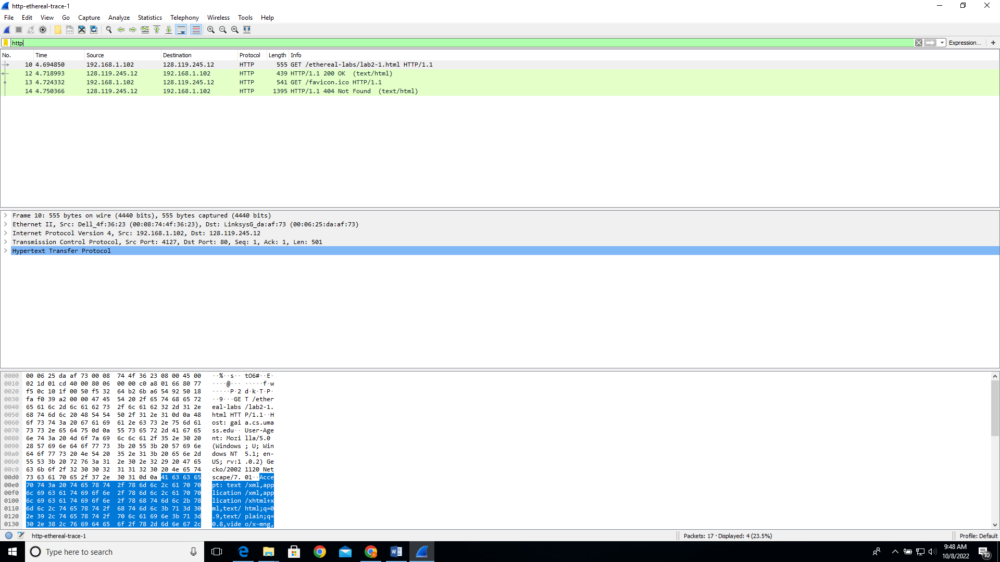 http-ethereal-trace-1
File Edit View Go Capture Analyze Statistics Telephony Wireless Tools Help
http
Expression... +
No. Time Source Destination Protocol Length Info
10 4.694850 192.168.1.102 128.119.245.12 HTTP 555 GET /ethereal-labs/lab2-1.html HTTP/1.1
12 4.718993 128.119.245.12 192.168.1.102 HTTP 439 HTTP/1.1 200 OK (text/html)
13 4.724332 192.168.1.102 128.119.245.12 HTTP 541 GET /favicon.ico HTTP/1.1
14 4.750366 128.119.245.12 192.168.1.102 HTTP 1395 HTTP/1.1 404 Not Found (text/html)
Frame 10: 555 bytes on wire (4440 bits), 555 bytes captured (4440 bits)
Ethernet II, Src: Dell_4f:36:23 (00:08:74:4f:36:23), Dst: LinksysG_da:af:73 (00:06:25:da:af:73)
Internet Protocol Version 4, Src: 192.168.1.102, Dst: 128.119.245.12
Transmission Control Protocol, Src Port: 4127, Dst Port: 80, Seq: 1, Ack: 1, Len: 501
Hypertext Transfer Protocol
0000 00 06 25 da af 73 00 08 74 4f 36 23 08 00 45 00 ··%··s·· tO6#··E·
0010 02 1d 01 cd 40 00 80 06 00 00 c0 a8 01 66 80 77 ····@··· ·····f·w
0020 f5 0c 10 1f 00 50 f5 32 64 b2 6b a6 54 92 50 18 ·····P·2 d·k·T·P·
0030 fa f0 39 a2 00 00 47 45 54 20 2f 65 74 68 65 72 ··9···GE T /ether
0040 65 61 6c 2d 6c 61 62 73 2f 6c 61 62 32 2d 31 2e eal-labs /lab2-1.
0050 68 74 6d 6c 20 48 54 54 50 2f 31 2e 31 0d 0a 48 html HTT P/1.1··H
0060 6f 73 74 3a 20 67 61 69 61 2e 63 73 2e 75 6d 61 ost: gai a.cs.uma
0070 73 73 2e 65 64 75 0d 0a 55 73 65 72 2d 41 67 65 ss.edu·· User-Age
0080 6e 74 3a 20 4d 6f 7a 69 6c 6c 61 2f 35 2e 30 20 nt: Mozi lla/5.0
0090 28 57 69 6e 64 6f 77 73 3b 20 55 3b 20 57 69 6e (Windows ; U; Win
00a0 64 6f 77 73 20 4e 54 20 35 2e 31 3b 20 65 6e 2d dows NT 5.1; en-
00b0 55 53 3b 20 72 76 3a 31 2e 30 2e 32 29 20 47 65 US; rv:1 .0.2) Ge
00c0 63 6b 6f 2f 32 30 30 32 31 31 32 30 20 4e 65 74 cko/2002 1120 Net
00d0 73 63 61 70 65 2f 37 2e 30 31 0d 0a 41 63 63 65 scape/7. 01··Acce
00e0 70 74 3a 20 74 65 78 74 2f 78 6d 6c 2c 61 70 70 pt: text /xml,app
00f0 6c 69 63 61 74 69 6f 6e 2f 78 6d 6c 2c 61 70 70 lication /xml,app
0100 6c 69 63 61 74 69 6f 6e 2f 78 68 74 6d 6c 2b 78 lication /xhtml+x
0110 6d 6c 2c 74 65 78 74 2f 68 74 6d 6c 3b 71 3d 30 ml,text/ html;q=0
0120 2e 39 2c 74 65 78 74 2f 70 6c 61 69 6e 3b 71 3d .9,text/ plain;q=
0130 30 2e 38 2c 76 69 64 65 6f 2f 78 2d 6d 6e 67 2c 0.8,vide o/x-mng,
http-ethereal-trace-1
Packets: 17 · Displayed: 4 (23.5%)
Profile: Default
Type here to search
9:48 AM
10/8/2022
10